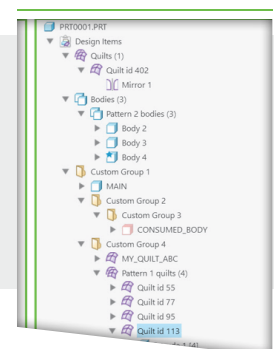 PRT0001.PRT
Design Items
Quilts (1)
Quilt id 402
Mirror 1
Bodies (3)
Pattern 2 bodies (3)
Body 2
Body 3
Body 4
Custom Group 1
MAIN
Custom Group 2
Custom Group 3
CONSUMED_BODY
Custom Group 4
MY_QUILT_ABC
Pattern 1 quilts (4)
Quilt id 55
Quilt id 77
Quilt id 95
Quilt id 113